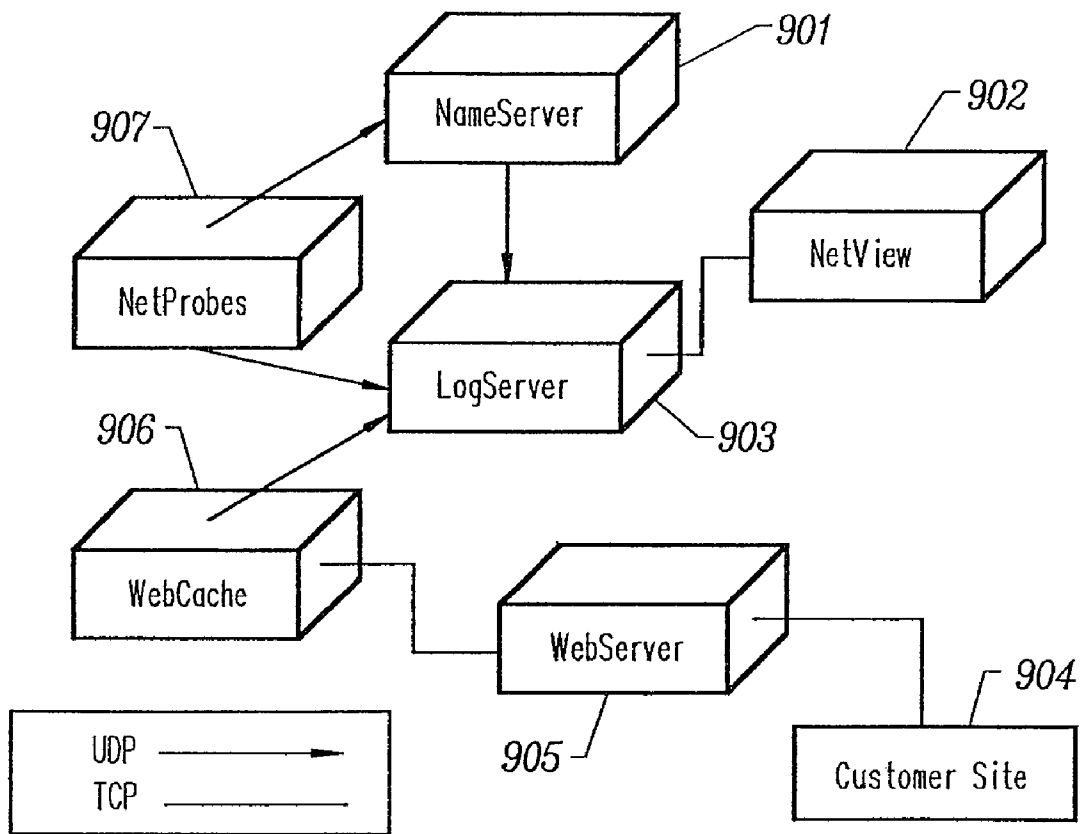 901
NameServer
902
907
NetView
NetProbes
LogServer
903
906
WebCache
WebServer
904
905
Customer Site
UDP
TCP